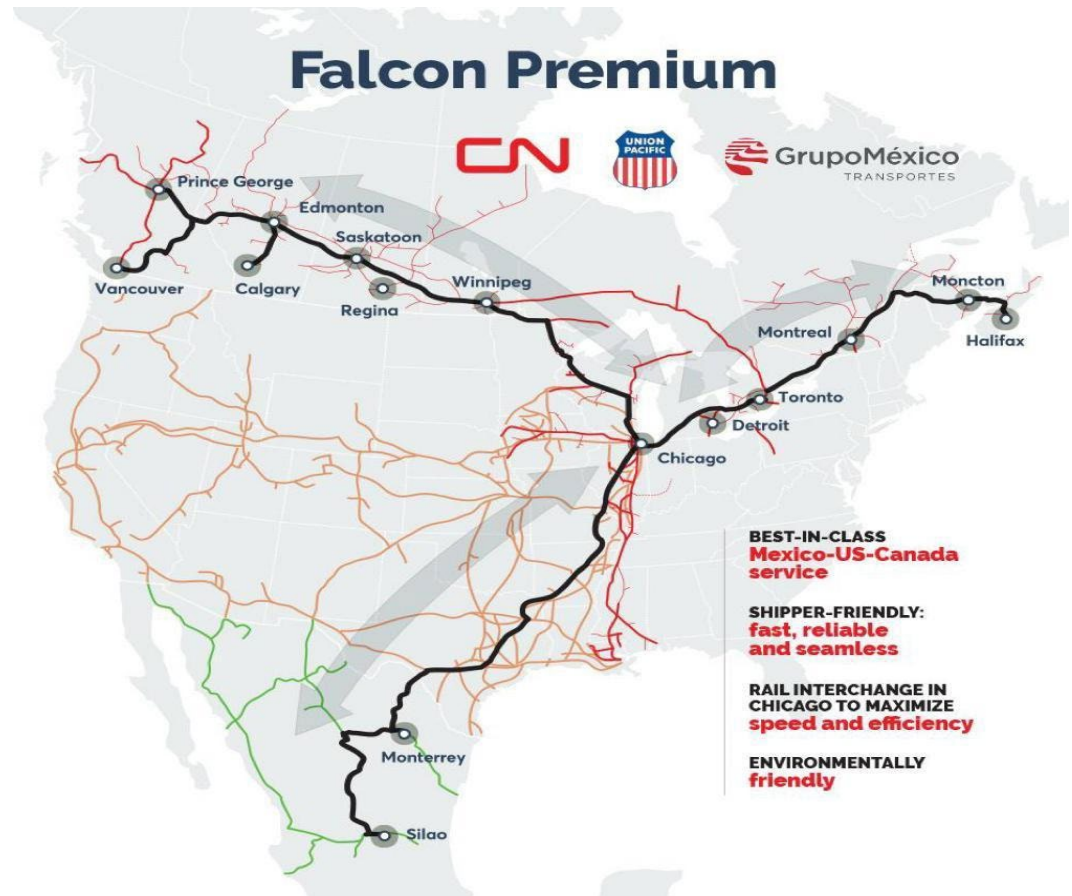 Falcon Premium
CN
UNION
PACIFIC
GrupoMéxico
TRANSPORTES
Prince George
Edmonton
Saskatoon
Winnipeg
Vancouver
Calgary
Regina
Moncton
Montreal
Halifax
Toronto
Detroit
Chicago
Monterrey
Silao
BEST-IN-CLASS
Mexico-US-Canada
service
SHIPPER-FRIENDLY:
fast, reliable
and seamless
RAIL INTERCHANGE IN
CHICAGO TO MAXIMIZE
speed and efficiency
ENVIRONMENTALLY
friendly